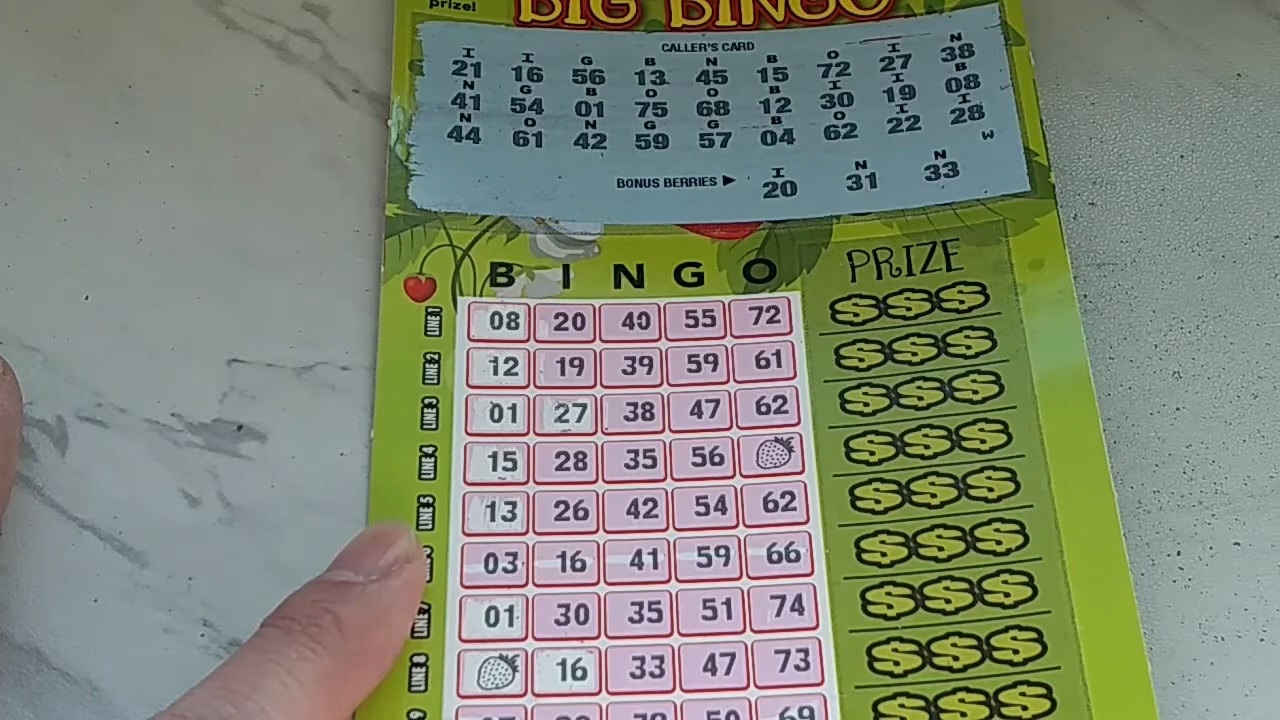 prize!
BIG BINGO
CALLER'S CARD
I I G B N B O I N
21 16 56 13 45 15 72 27 38
N G B O O B I I B
41 54 01 75 68 12 30 19 08
N O N G G B O I I
44 61 42 59 57 04 62 22 28
W
I N N
BONUS BERRIES 20 31 33
B I N G O PRIZE
LINE 1 08 20 40 55 72 $$$
LINE 2 12 19 39 59 61 $$$
LINE 3 01 27 38 47 62 $$$
LINE 4 15 28 35 56 $$$
LINE 5 13 26 42 54 62 $$$
03 16 41 59 66 $$$
LINE 7 01 30 35 51 74 $$$
LINE 8 16 33 47 73 $$$
50 69 $$$